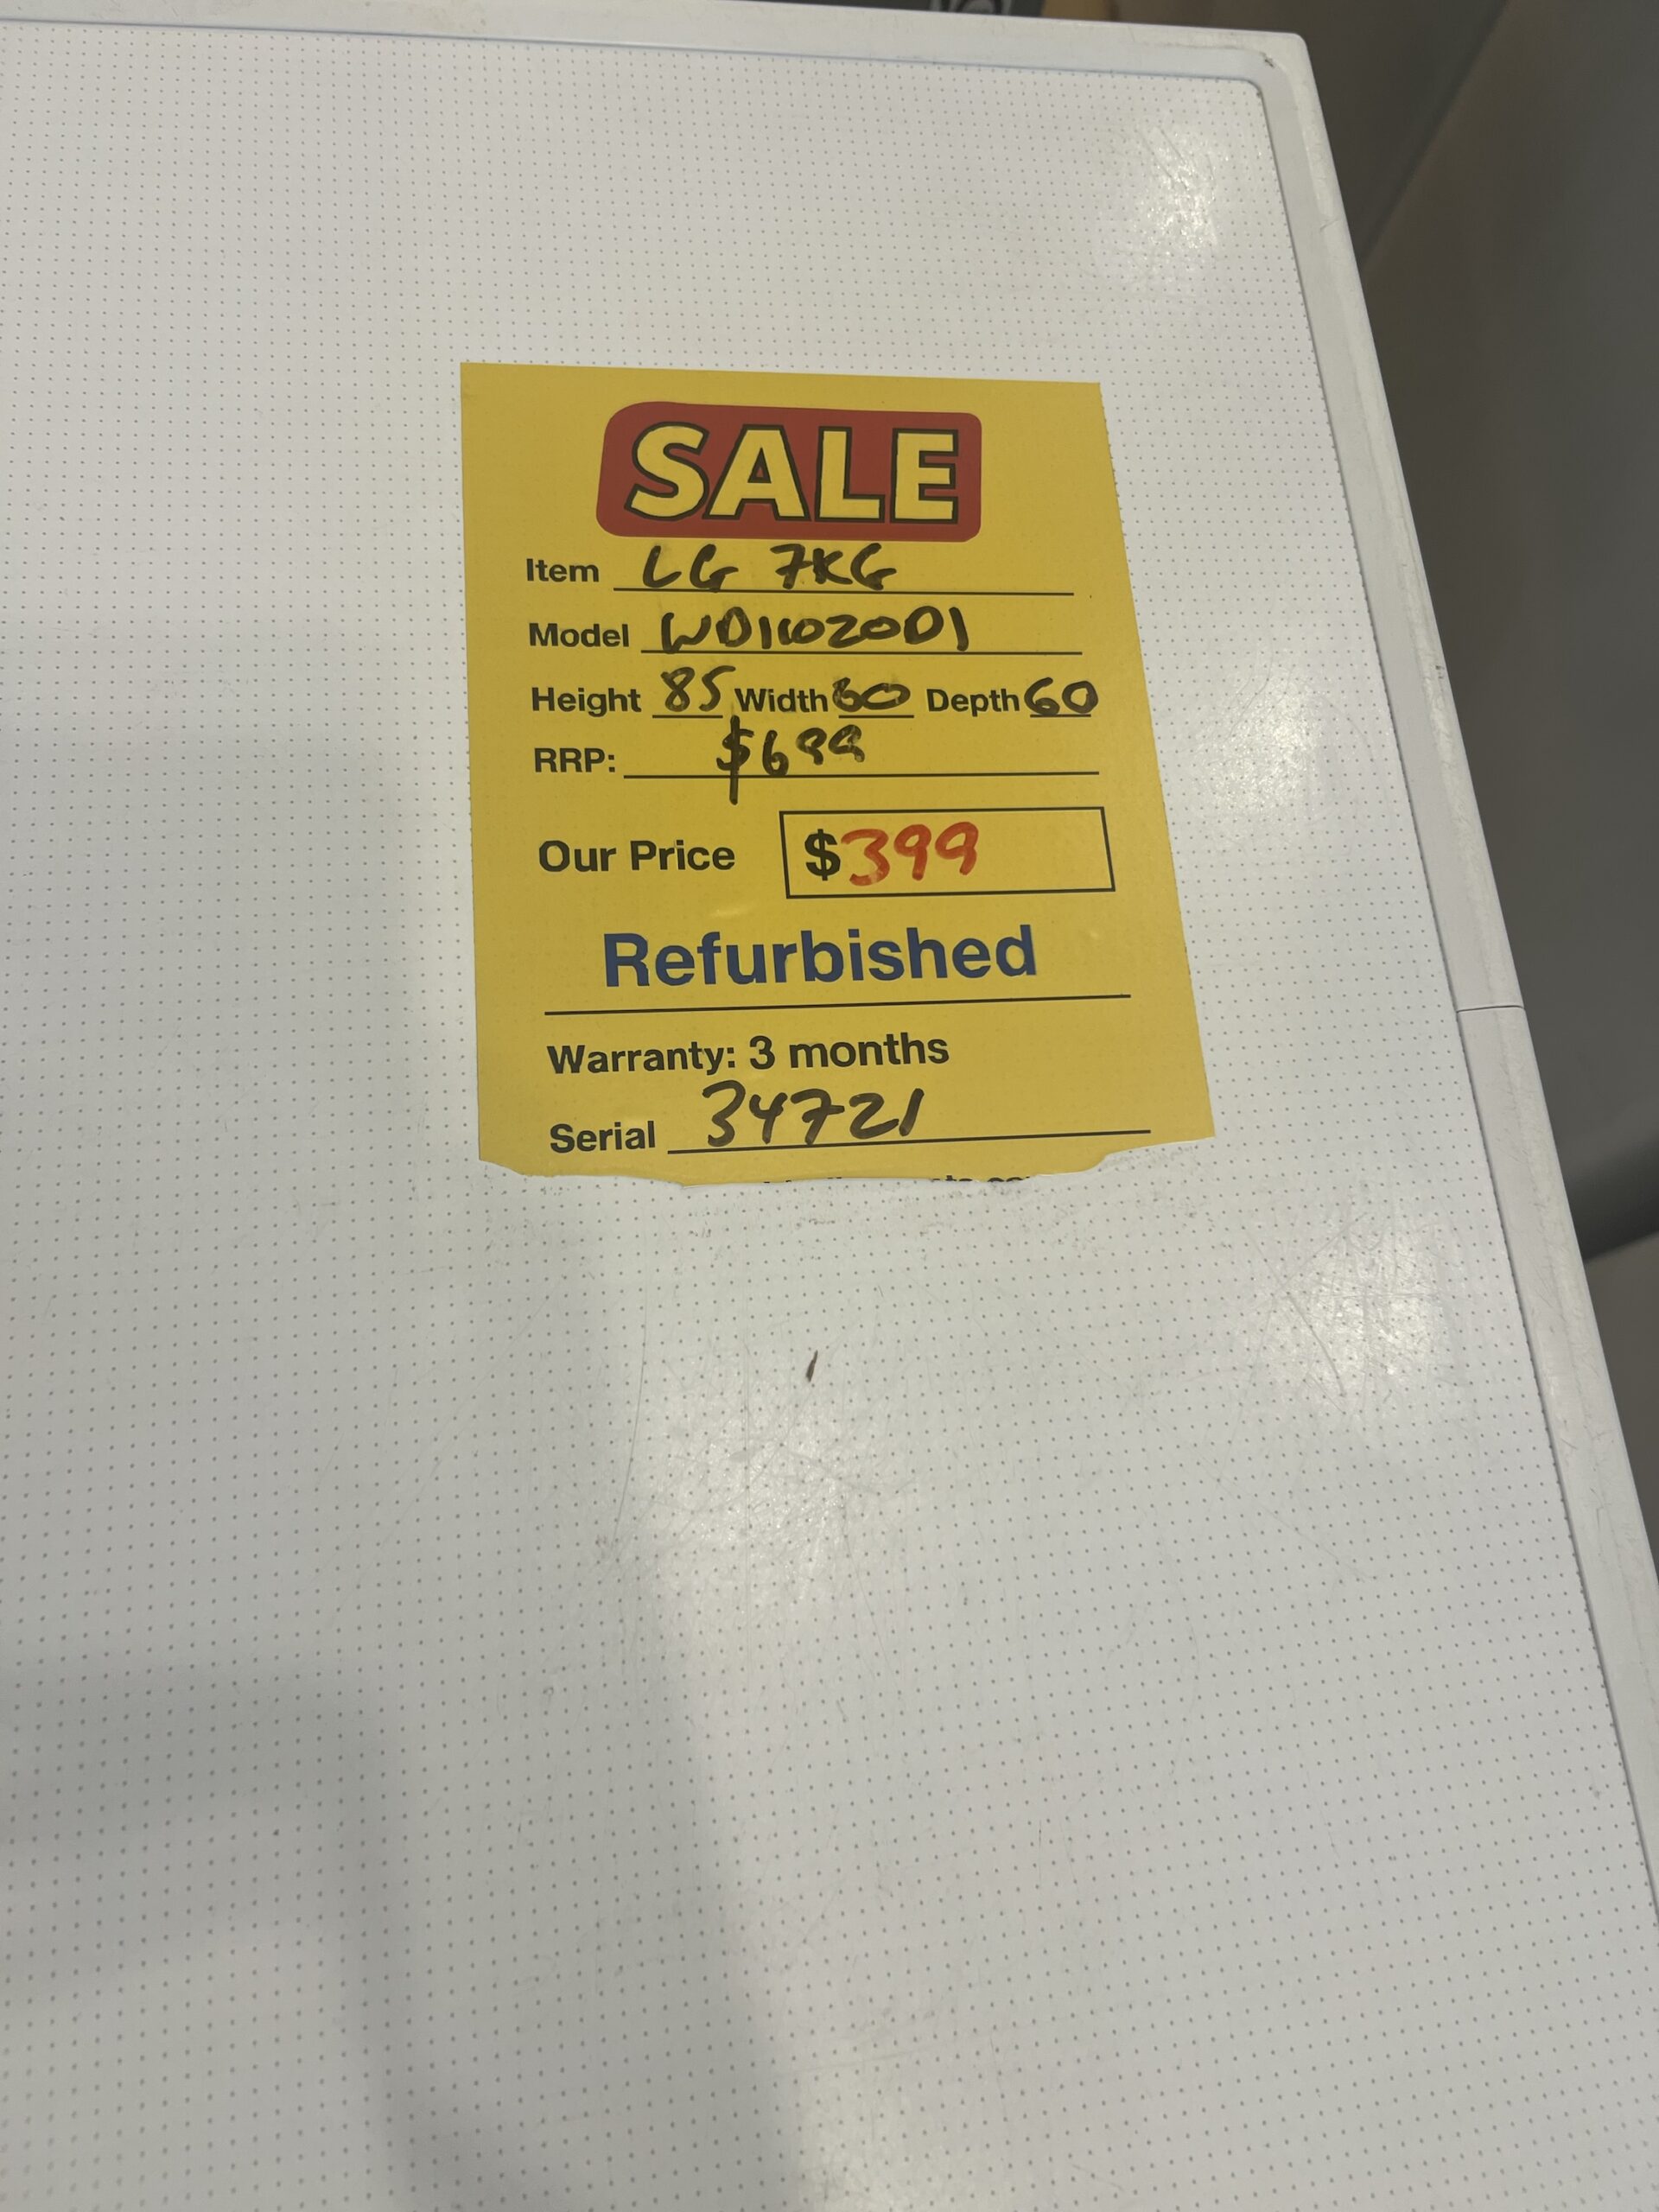 SALE
Item LG 7KG
Model WD11020D1
Height 85 Width 60 Depth 60
RRP: $699
Our Price $399
Refurbished
Warranty: 3 months
Serial 34721